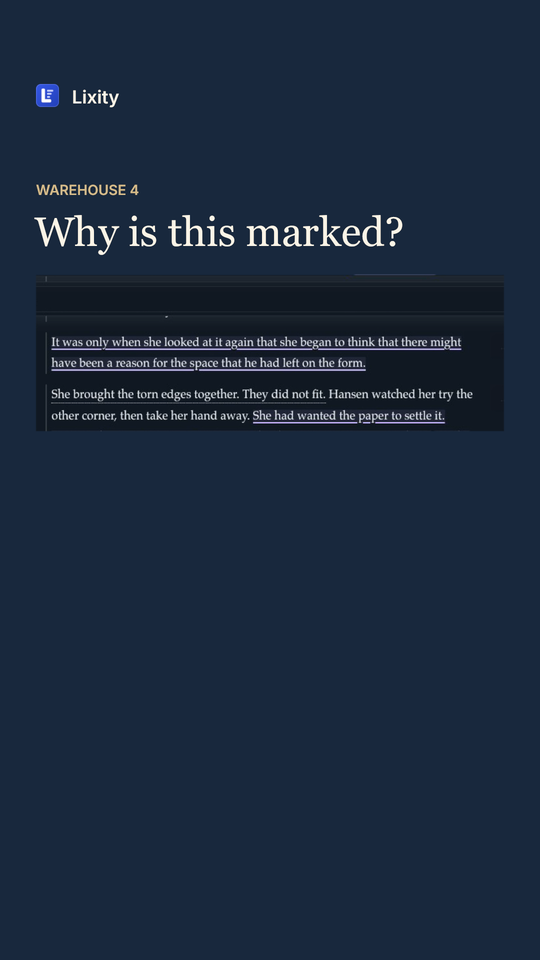 Lixity
WAREHOUSE 4
Why is this marked?
It was only when she looked at it again that she began to think that there might
have been a reason for the space that he had left on the form.
She brought the torn edges together. They did not fit. Hansen watched her try the
other corner, then take her hand away. She had wanted the paper to settle it.